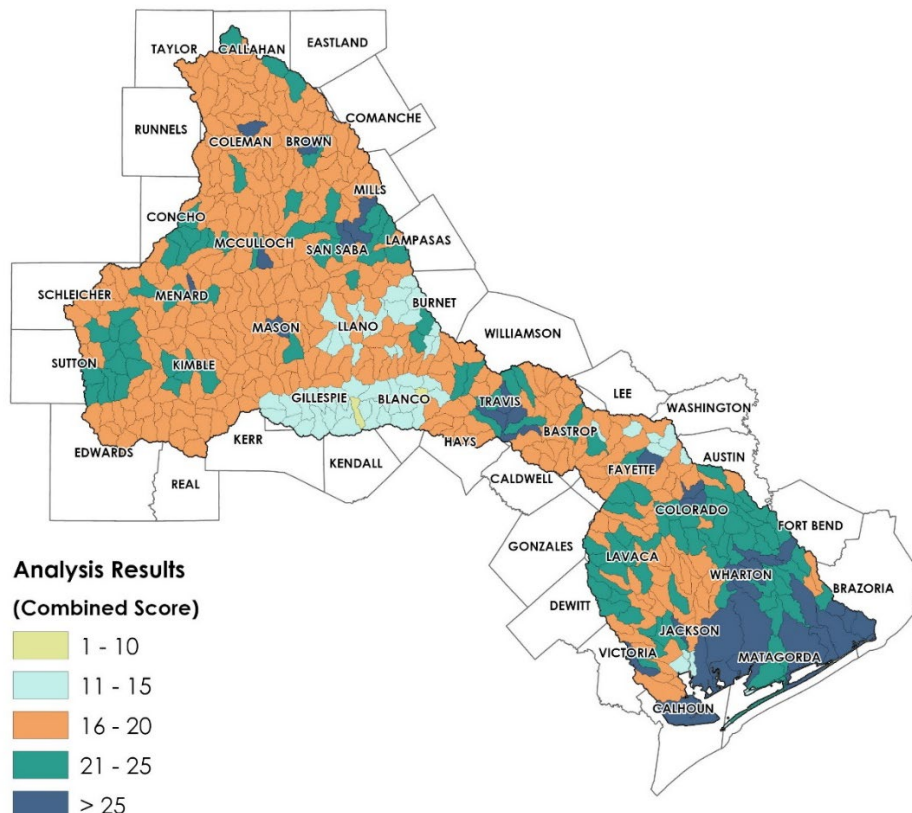 TAYLOR
CALLAHAN
EASTLAND
RUNNELS
COMANCHE
COLEMAN
BROWN
MILLS
CONCHO
MCCULLOCH
SAN SABA
LAMPASAS
SCHLEICHER
MENARD
BURNET
MASON
LLANO
WILLIAMSON
SUTTON
KIMBLE
LEE
GILLESPIE
BLANCO
TRAVIS
WASHINGTON
BASTROP
EDWARDS
KERR
HAYS
AUSTIN
REAL
KENDALL
CALDWELL
FAYETTE
COLORADO
FORT BEND
GONZALES
LAVACA
WHARTON
BRAZORIA
DEWITT
JACKSON
VICTORIA
MATAGORDA
CALHOUN
Analysis Results
(Combined Score)
1 - 10
11 - 15
16 - 20
21 - 25
> 25